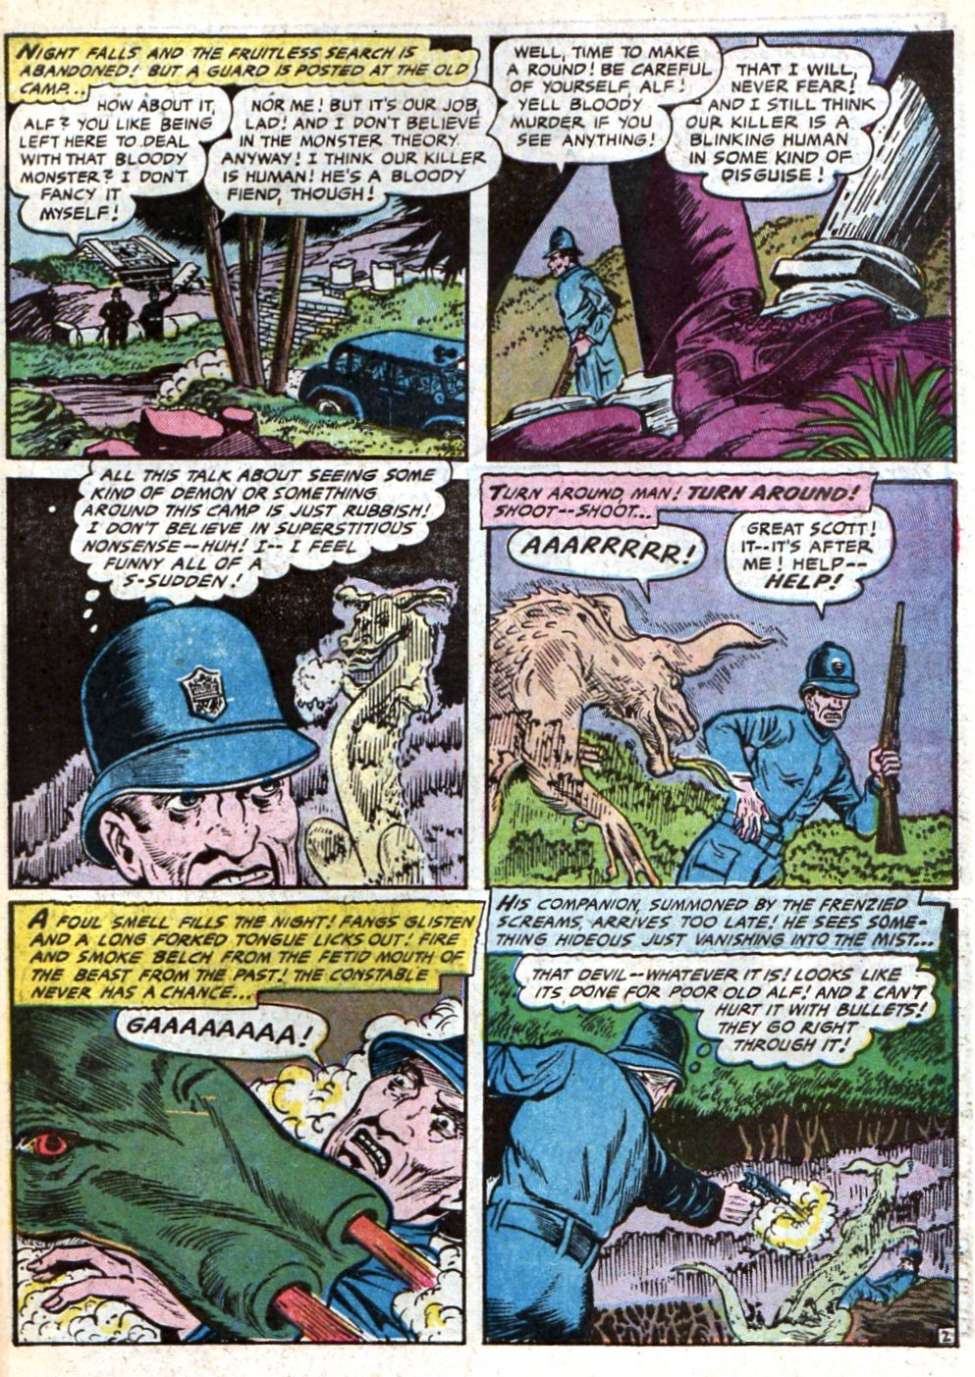 NIGHT FALLS AND THE FRUITLESS SEARCH IS
ABANDONED! BUT A GUARD IS POSTED AT THE OLD
CAMP...
HOW ABOUT IT,
ALF? YOU LIKE BEING
LEFT HERE TO DEAL
WITH THAT BLOODY
MONSTER? I DON'T
FANCY IT
MYSELF!
NOR ME! BUT IT'S OUR JOB,
LAD! AND I DON'T BELIEVE
IN THE MONSTER THEORY
ANYWAY! I THINK OUR KILLER
IS HUMAN! HE'S A BLOODY
FIEND, THOUGH!
WELL, TIME TO MAKE
A ROUND! BE CAREFUL
OF YOURSELF, ALF!
YELL BLOODY
MURDER IF YOU
SEE ANYTHING!
THAT I WILL,
NEVER FEAR!
AND I STILL THINK
OUR KILLER IS A
BLINKING HUMAN
IN SOME KIND OF
DISGUISE!
ALL THIS TALK ABOUT SEEING SOME
KIND OF DEMON OR SOMETHING
AROUND THIS CAMP IS JUST RUBBISH!
I DON'T BELIEVE IN SUPERSTITIOUS
NONSENSE--HUH! I--I FEEL
FUNNY ALL OF A
S-SUDDEN!
TURN AROUND, MAN! TURN AROUND!
SHOOT--SHOOT...
AAARRRRR!
GREAT SCOTT!
IT--IT'S AFTER
ME! HELP--
HELP!
A FOUL SMELL FILLS THE NIGHT! FANGS GLISTEN
AND A LONG FORKED TONGUE LICKS OUT! FIRE
AND SMOKE BELCH FROM THE FETID MOUTH OF
THE BEAST FROM THE PAST! THE CONSTABLE
NEVER HAS A CHANCE...
GAAAAAAAA!
HIS COMPANION, SUMMONED BY THE FRENZIED
SCREAMS, ARRIVES TOO LATE! HE SEES SOME-
THING HIDEOUS JUST VANISHING INTO THE MIST...
THAT DEVIL--WHATEVER IT IS! LOOKS LIKE
ITS DONE FOR POOR OLD ALF! AND I CAN'T
HURT IT WITH BULLETS!
THEY GO RIGHT
THROUGH IT!
2